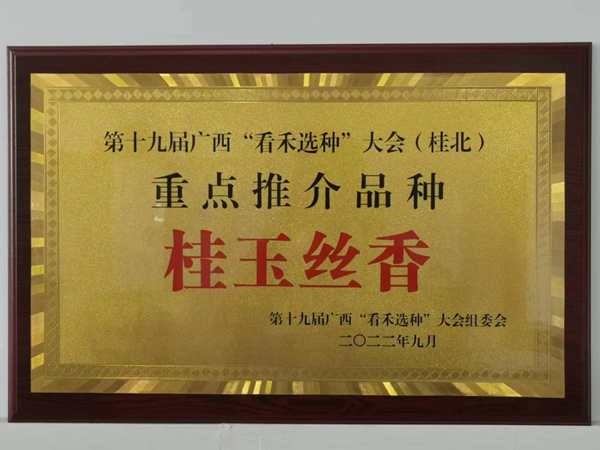 第十九届广西“看禾选种”大会（桂北）
重点推介品种
桂玉丝香
第十九届广西“看禾选种”大会组委会
二〇二二年九月